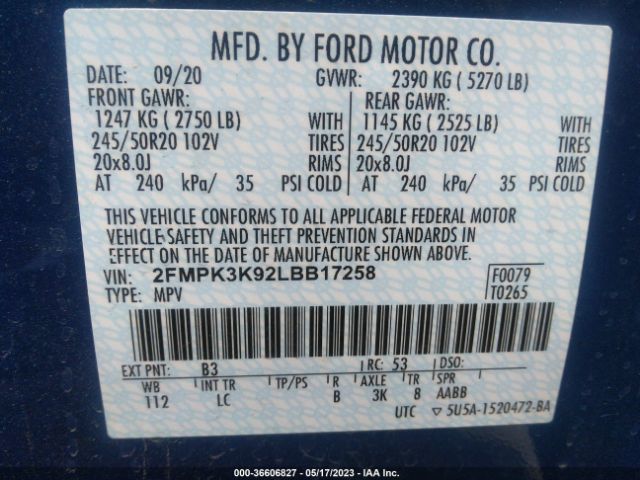 MFD. BY FORD MOTOR CO.
DATE: 09/20 GVWR: 2390 KG ( 5270 LB)
FRONT GAWR: REAR GAWR:
1247 KG ( 2750 LB) WITH 1145 KG ( 2525 LB) WITH
245/50R20 102V TIRES 245/50R20 102V TIRES
20x8.0J RIMS 20x8.0J RIMS
AT 240 kPa/ 35 PSI COLD AT 240 kPa/ 35 PSI COLD
THIS VEHICLE CONFORMS TO ALL APPLICABLE FEDERAL MOTOR
VEHICLE SAFETY AND THEFT PREVENTION STANDARDS IN
EFFECT ON THE DATE OF MANUFACTURE SHOWN ABOVE.
VIN: 2FMPK3K92LBB17258 F0079
TYPE: MPV T0265
EXT PNT: B3 RC: 53 DSO:
WB INT TR TP/PS R AXLE TR SPR
112 LC B 3K 8 AABB
UTC ▽ 5U5A-1520472-BA
000-36606827 - 05/17/2023 - IAA Inc.